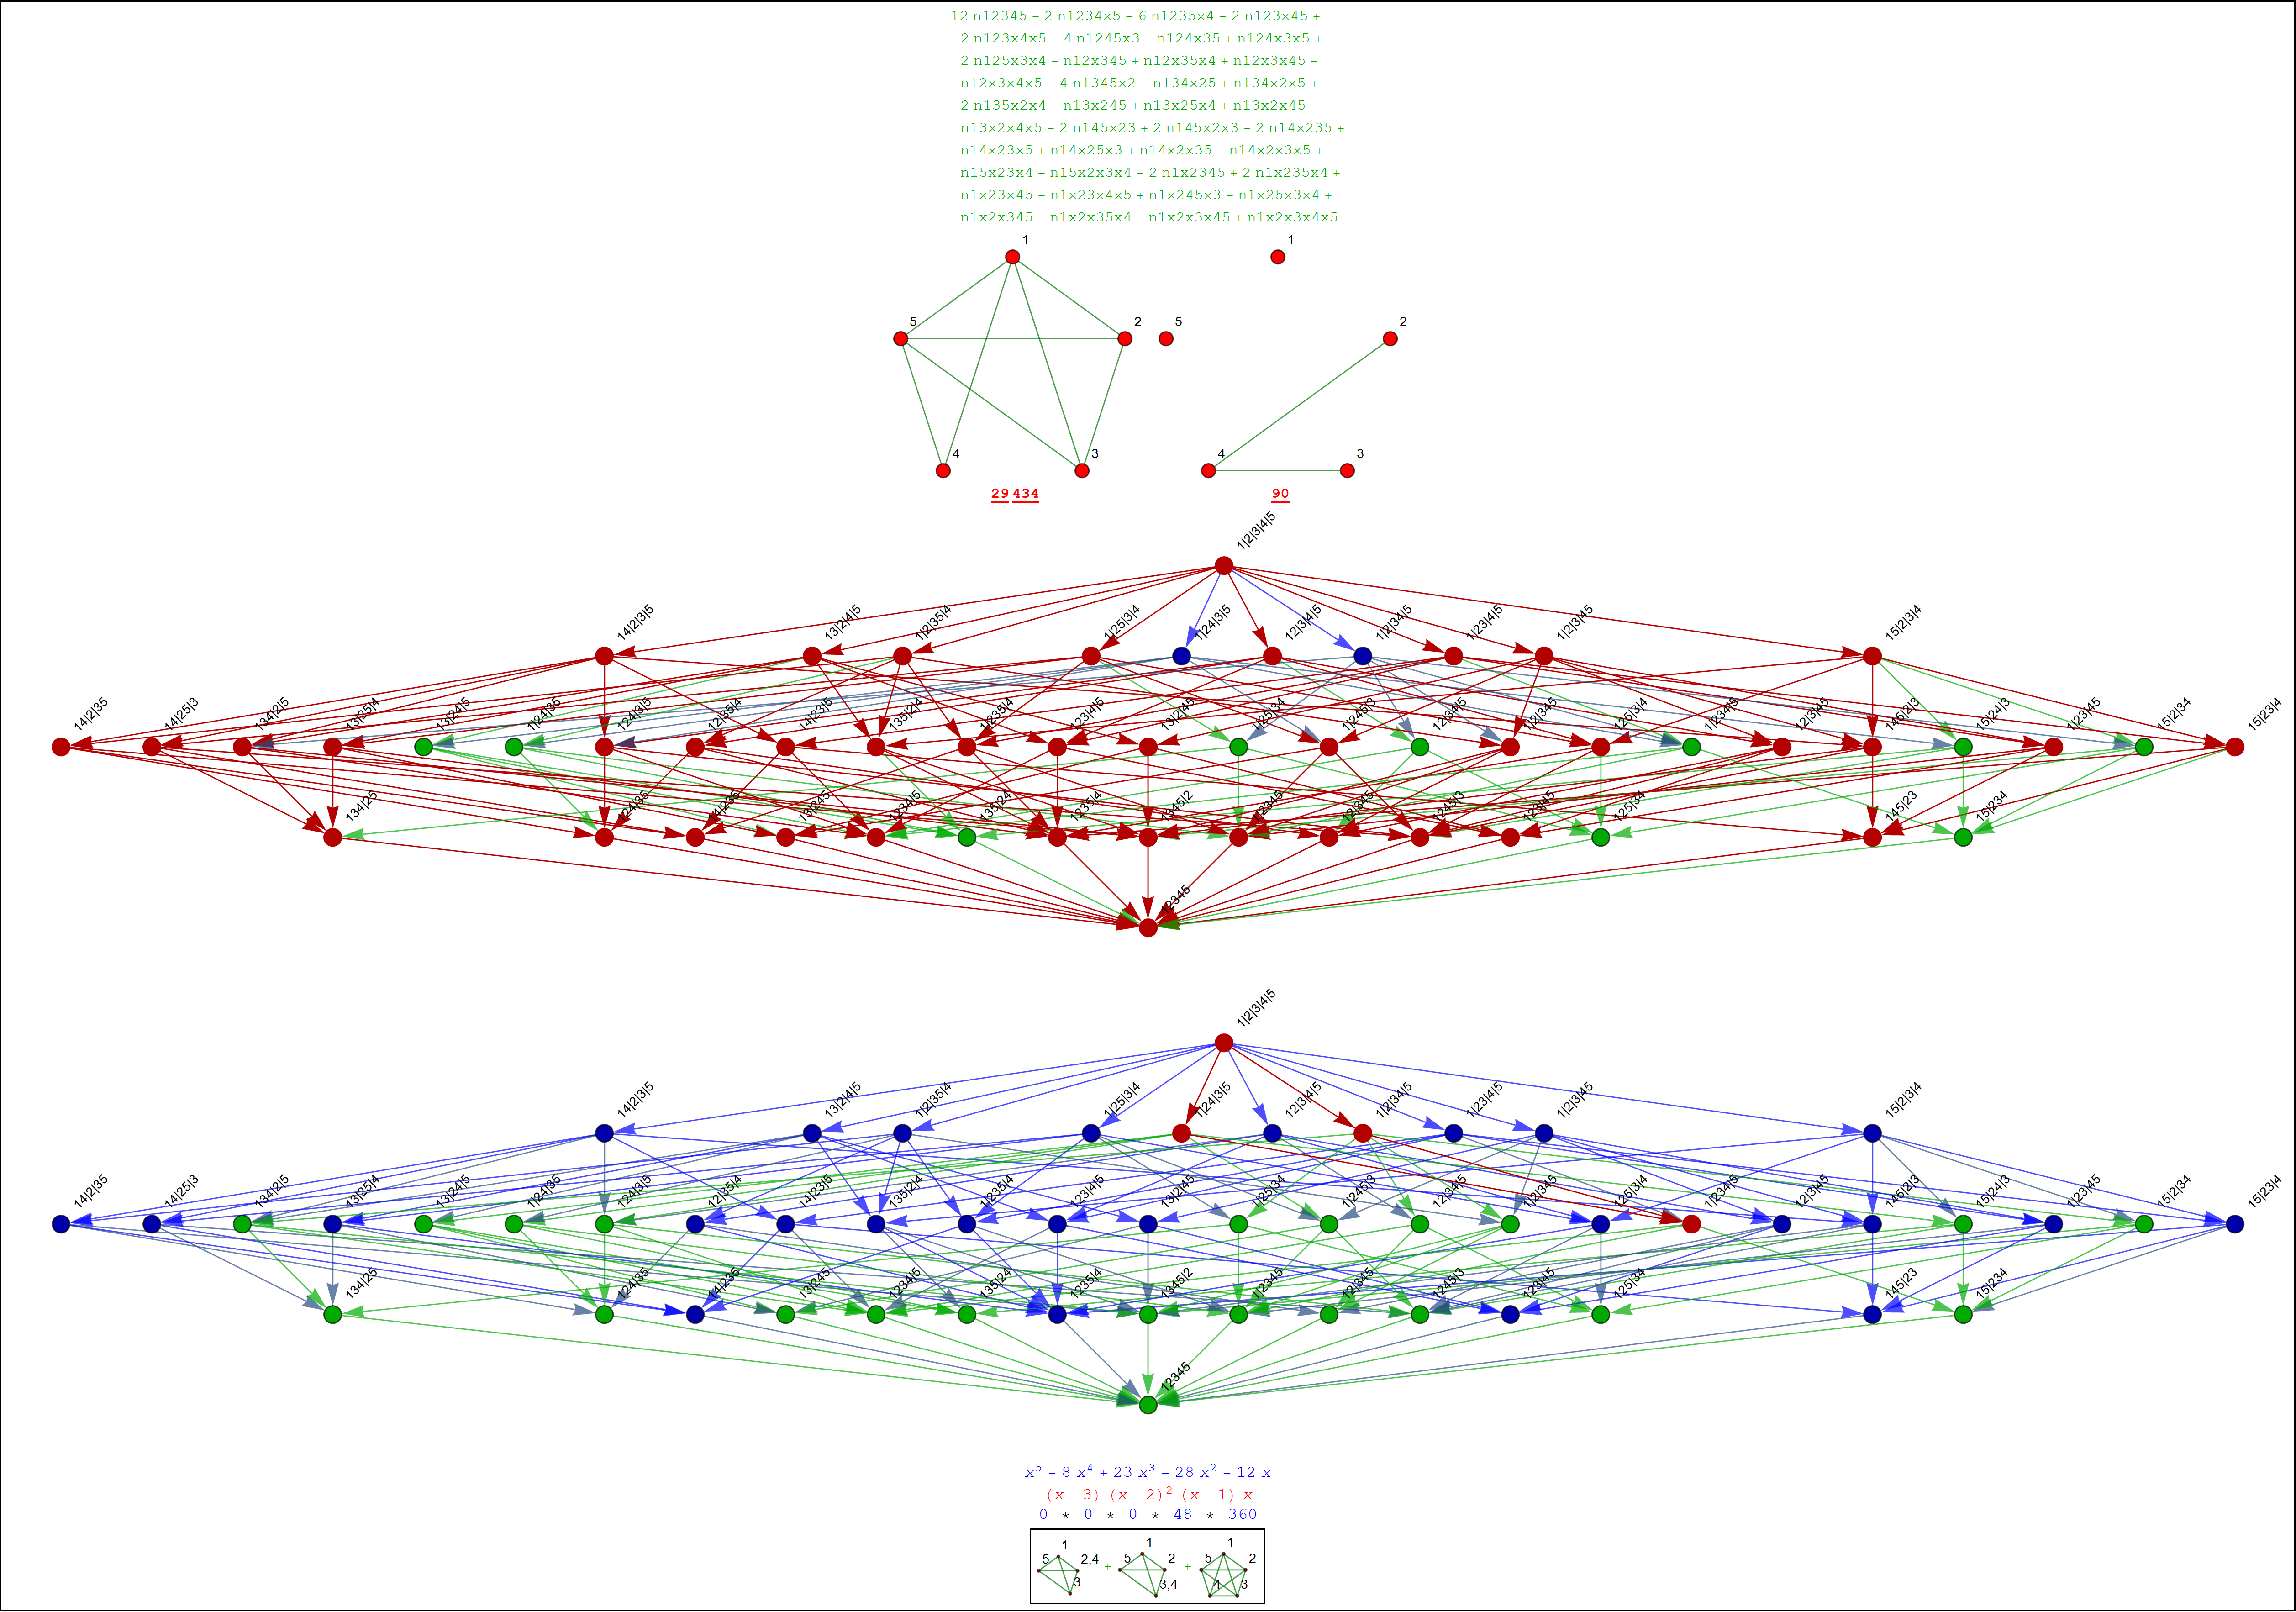 12 n12345 − 2 n1234x5 − 6 n1235x4 − 2 n123x45 +
2 n123x4x5 − 4 n1245x3 − n124x35 + n124x3x5 +
2 n125x3x4 − n12x345 + n12x35x4 + n12x3x45 −
n12x3x4x5 − 4 n1345x2 − n134x25 + n134x2x5 +
2 n135x2x4 − n13x245 + n13x25x4 + n13x2x45 −
n13x2x4x5 − 2 n145x23 + 2 n145x2x3 − 2 n14x235 +
n14x23x5 + n14x25x3 + n14x2x35 − n14x2x3x5 +
n15x23x4 − n15x2x3x4 − 2 n1x2345 + 2 n1x235x4 +
n1x23x45 − n1x23x4x5 + n1x245x3 − n1x25x3x4 +
n1x2x345 − n1x2x35x4 − n1x2x3x45 + n1x2x3x4x5
1 1
5 2 5 2
4 3 4 3
29 434 90
1|2|3|4|5
14|2|3|5 13|2|4|5 1|2|35|4 1|25|3|4 1|24|3|5 12|3|4|5 1|2|34|5 1|23|4|5 1|2|3|45 15|2|3|4
14|2|35 14|25|3 134|2|5 13|25|4 13|24|5 1|24|35 124|3|5 12|35|4 14|23|5 135|2|4 1|235|4 123|4|5 13|2|45 1|25|34 1|245|3 12|34|5 1|2|345 125|3|4 1|234|5 12|3|45 145|2|3 15|24|3 1|23|45 15|2|34 15|23|4
134|25 124|35 14|235 13|245 1234|5 135|24 1235|4 1345|2 1|2345 12|345 1245|3 123|45 125|34 145|23 15|234
12345
1|2|3|4|5
14|2|3|5 13|2|4|5 1|2|35|4 1|25|3|4 1|24|3|5 12|3|4|5 1|2|34|5 1|23|4|5 1|2|3|45 15|2|3|4
14|2|35 14|25|3 134|2|5 13|25|4 13|24|5 1|24|35 124|3|5 12|35|4 14|23|5 135|2|4 1|235|4 123|4|5 13|2|45 1|25|34 1|245|3 12|34|5 1|2|345 125|3|4 1|234|5 12|3|45 145|2|3 15|24|3 1|23|45 15|2|34 15|23|4
134|25 124|35 14|235 13|245 1234|5 135|24 1235|4 1345|2 1|2345 12|345 1245|3 123|45 125|34 145|23 15|234
12345
x⁵ − 8 x⁴ + 23 x³ − 28 x² + 12 x
(x − 3) (x − 2)² (x − 1) x
0 * 0 * 0 * 48 * 360
1 1 1
5 2,4 + 5 2 + 5 2
3 3,4 4 3